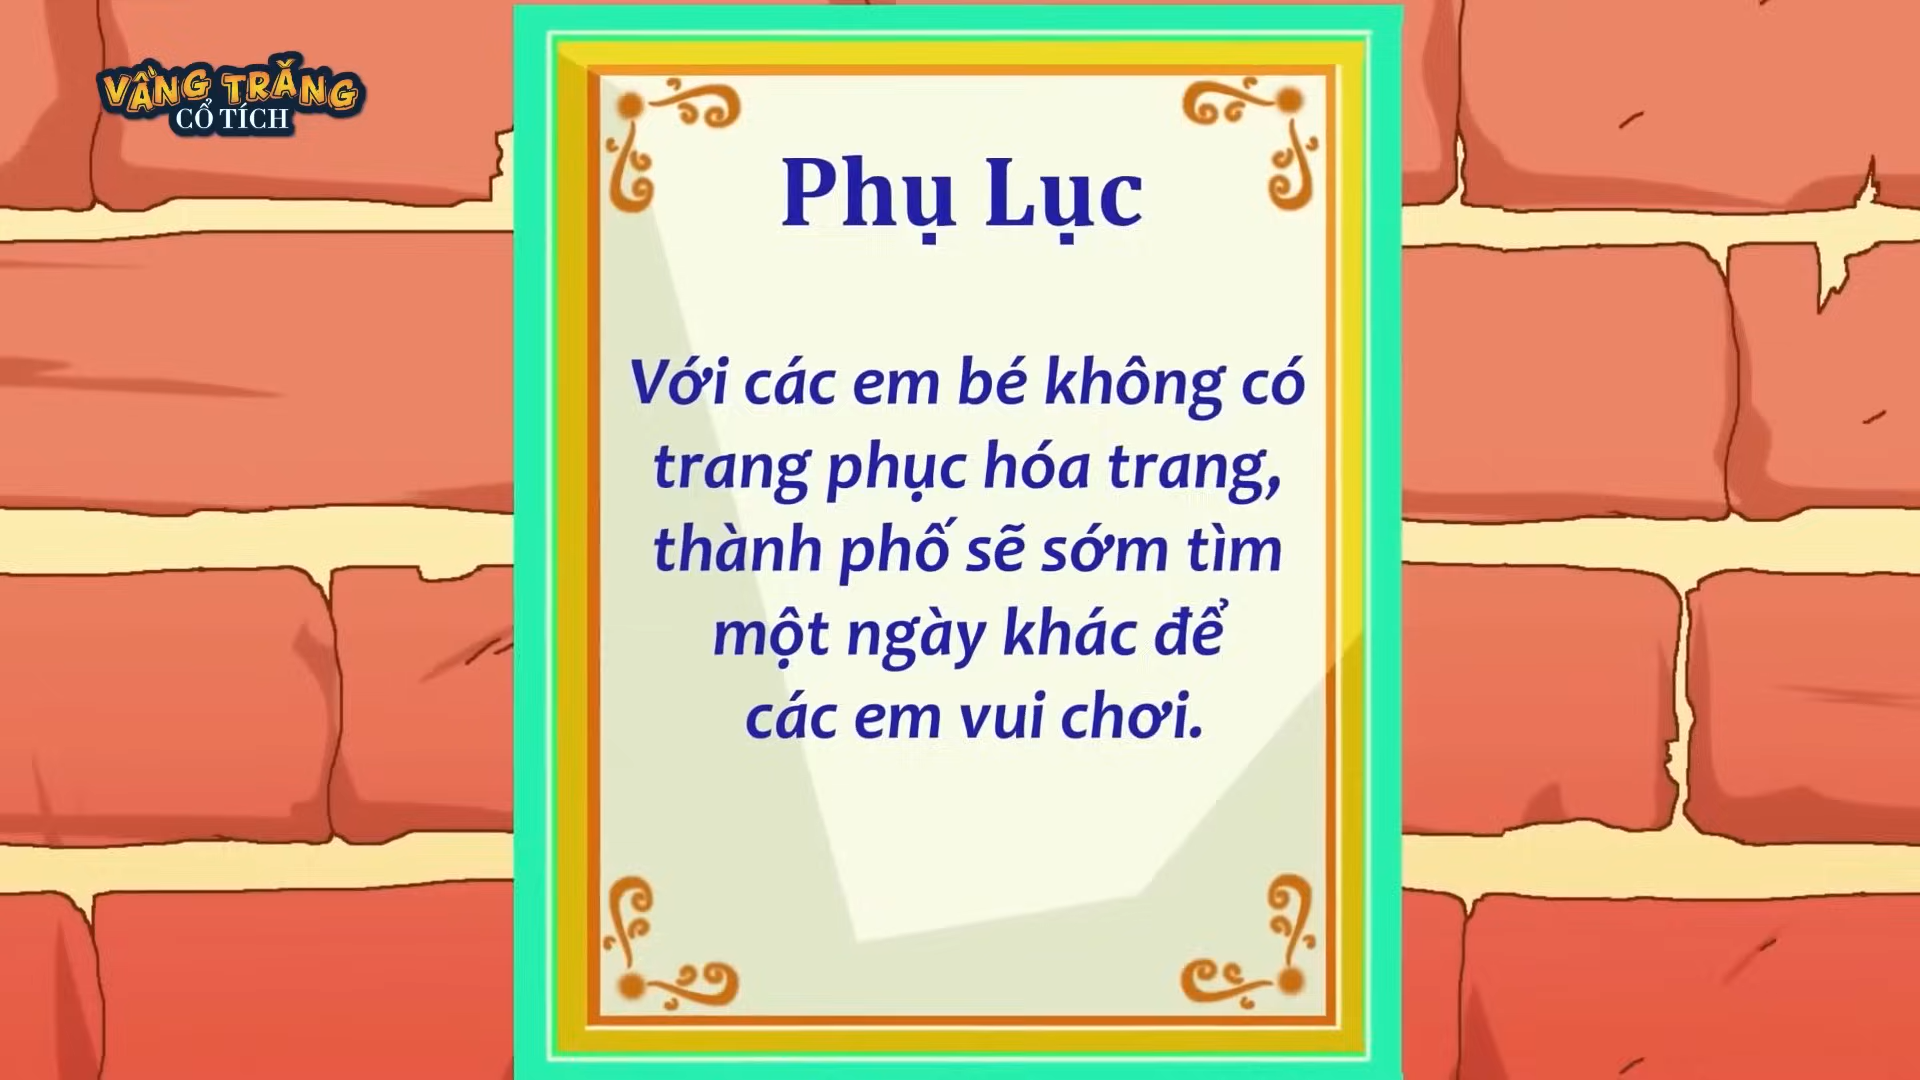 VẦNG TRĂNG
CỔ TÍCH
Phụ Lục
Với các em bé không có
trang phục hóa trang,
thành phố sẽ sớm tìm
một ngày khác để
các em vui chơi.